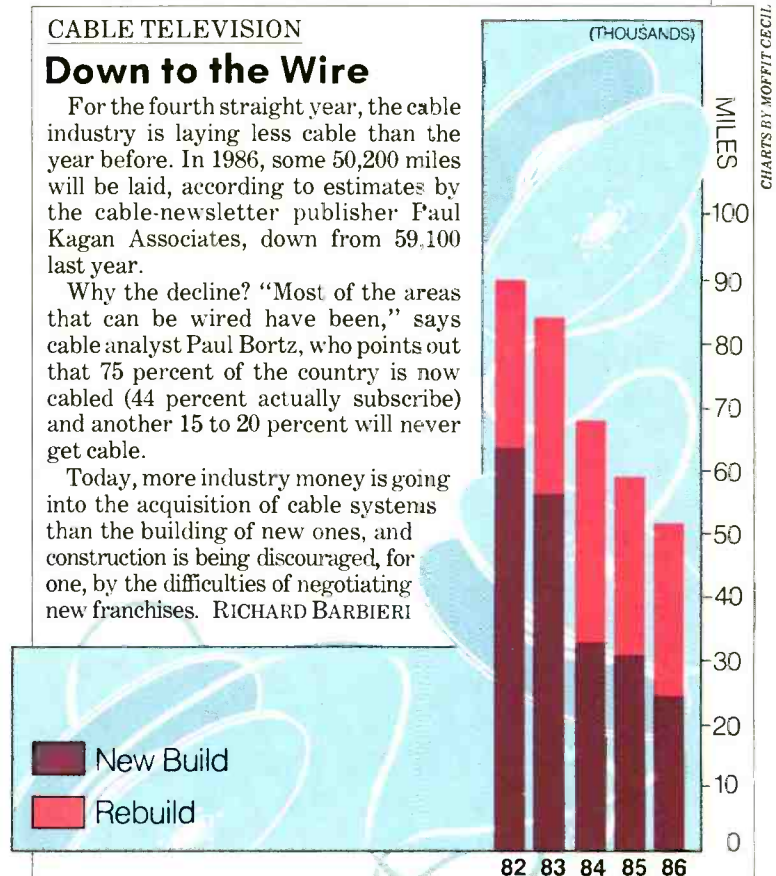 CABLE TELEVISION
Down to the Wire
For the fourth straight year, the cable
industry is laying less cable than the
year before. In 1986, some 50,200 miles
will be laid, according to estimates by
the cable-newsletter publisher Paul
Kagan Associates, down from 59,100
last year.
Why the decline? “Most of the areas
that can be wired have been,” says
cable analyst Paul Bortz, who points out
that 75 percent of the country is now
cabled (44 percent actually subscribe)
and another 15 to 20 percent will never
get cable.
Today, more industry money is going
into the acquisition of cable systems
than the building of new ones, and
construction is being discouraged, for
one, by the difficulties of negotiating
new franchises. RICHARD BARBIERI
New Build
Rebuild
(THOUSANDS)
MILES
100
90
80
70
60
50
40
30
20
10
0
82 83 84 85 86
CHARTS BY MOFFIT CECIL